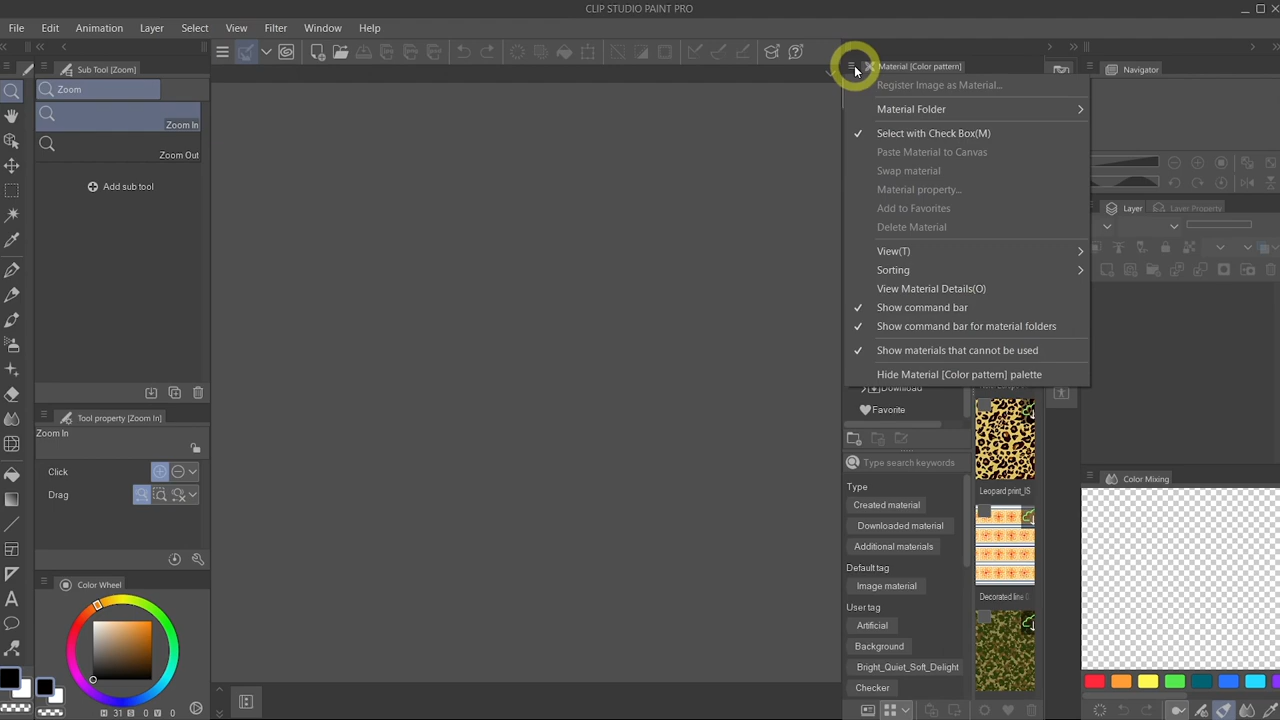 CLIP STUDIO PAINT PRO
File Edit Animation Layer Select View Filter Window Help
Sub Tool [Zoom]
Zoom
Zoom In
Zoom Out
Add sub tool
Tool property [Zoom In]
Zoom In
Click
Drag
Color Wheel
H 31 S 0 V 0
Material [Color pattern]
Register Image as Material...
Material Folder
Select with Check Box(M)
Paste Material to Canvas
Swap material
Material property...
Add to Favorites
Delete Material
View(T)
Sorting
View Material Details(O)
Show command bar
Show command bar for material folders
Show materials that cannot be used
Hide Material [Color pattern] palette
Download
Favorite
Type search keywords
Type
Created material
Downloaded material
Additional materials
Default tag
Image material
User tag
Artificial
Background
Bright_Quiet_Soft_Delight
Checker
Leopard print_IS
Decorated line 0
Navigator
Layer Layer Property
Color Mixing